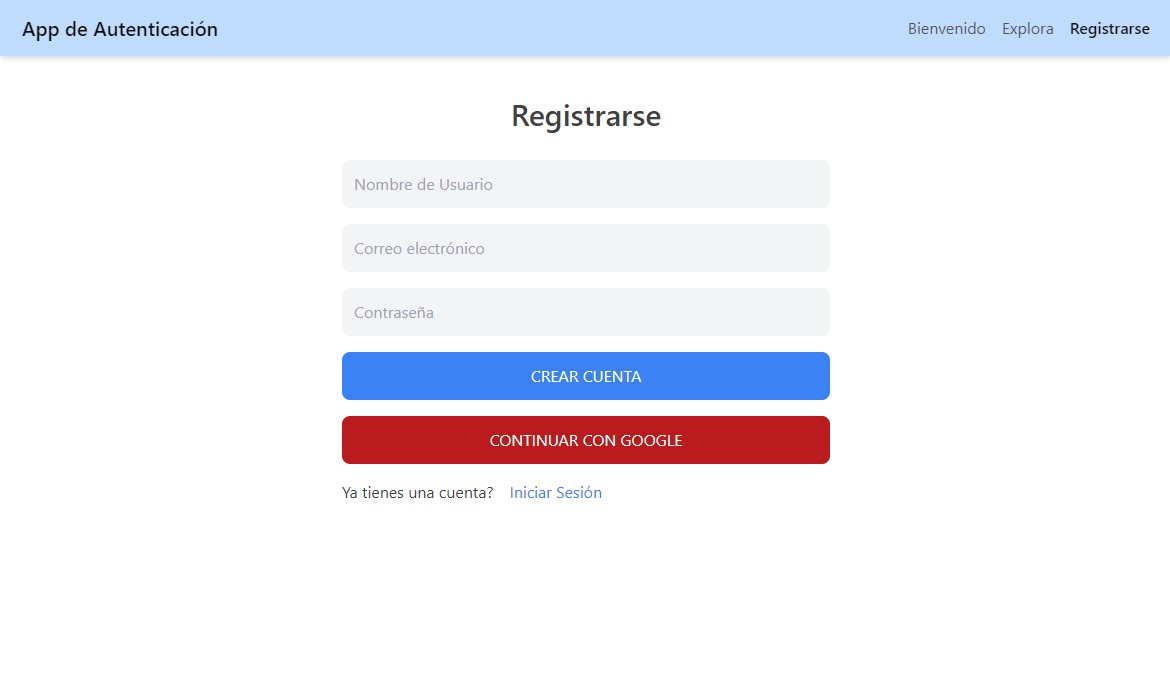 App de Autenticación
Bienvenido Explora Registrarse
Registrarse
Nombre de Usuario
Correo electrónico
Contraseña
CREAR CUENTA
CONTINUAR CON GOOGLE
Ya tienes una cuenta? Iniciar Sesión